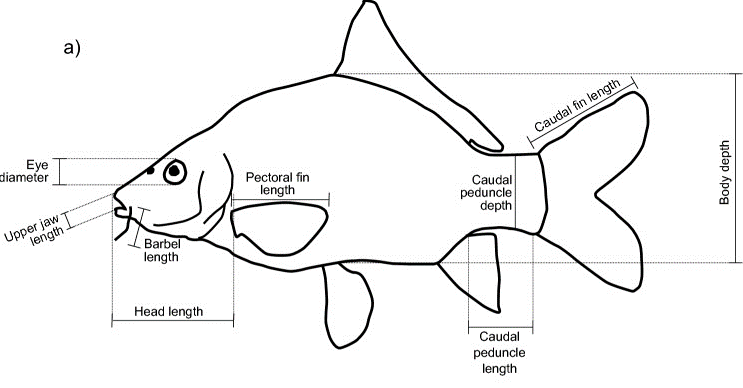 a)
Eye
diameter
Upper jaw
length
Barbel
length
Head length
Pectoral fin
length
Caudal
peduncle
depth
Caudal fin length
Body depth
Caudal
peduncle
length